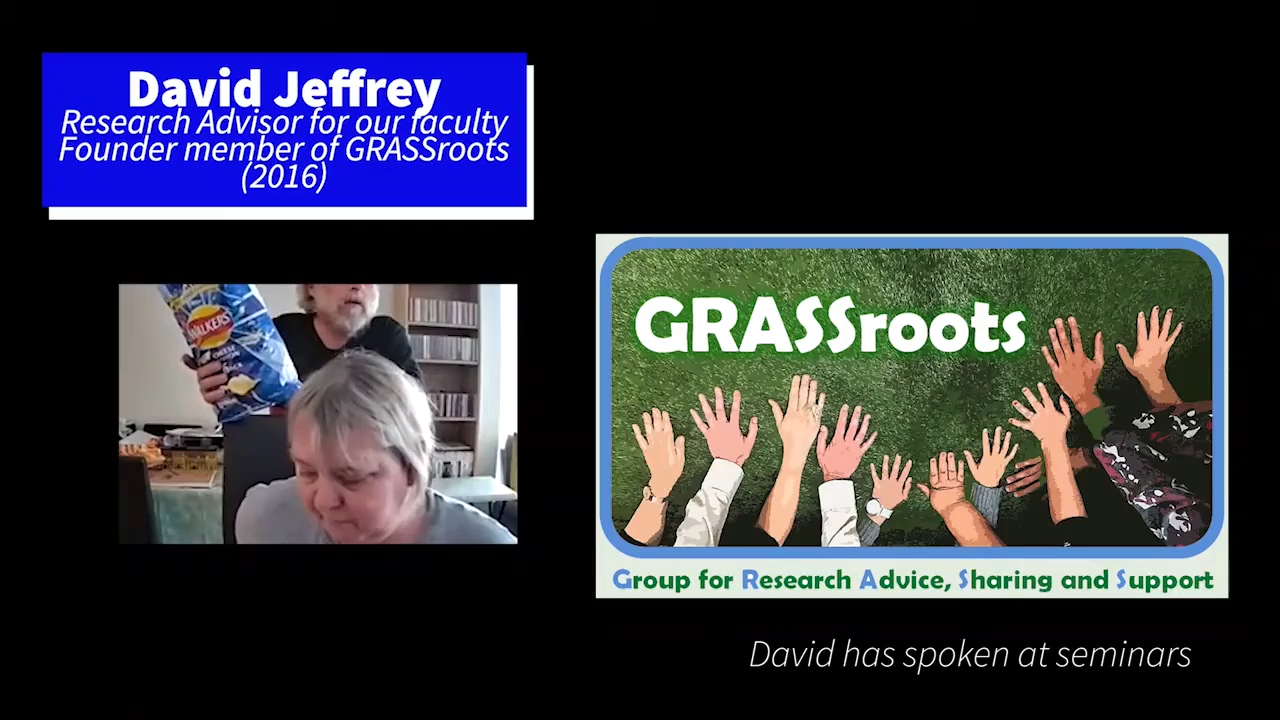 David Jeffrey
Research Advisor for our faculty
Founder member of GRASSroots
(2016)
WALKERS
CHEESE
GRASSroots
Group for Research Advice, Sharing and Support
David has spoken at seminars